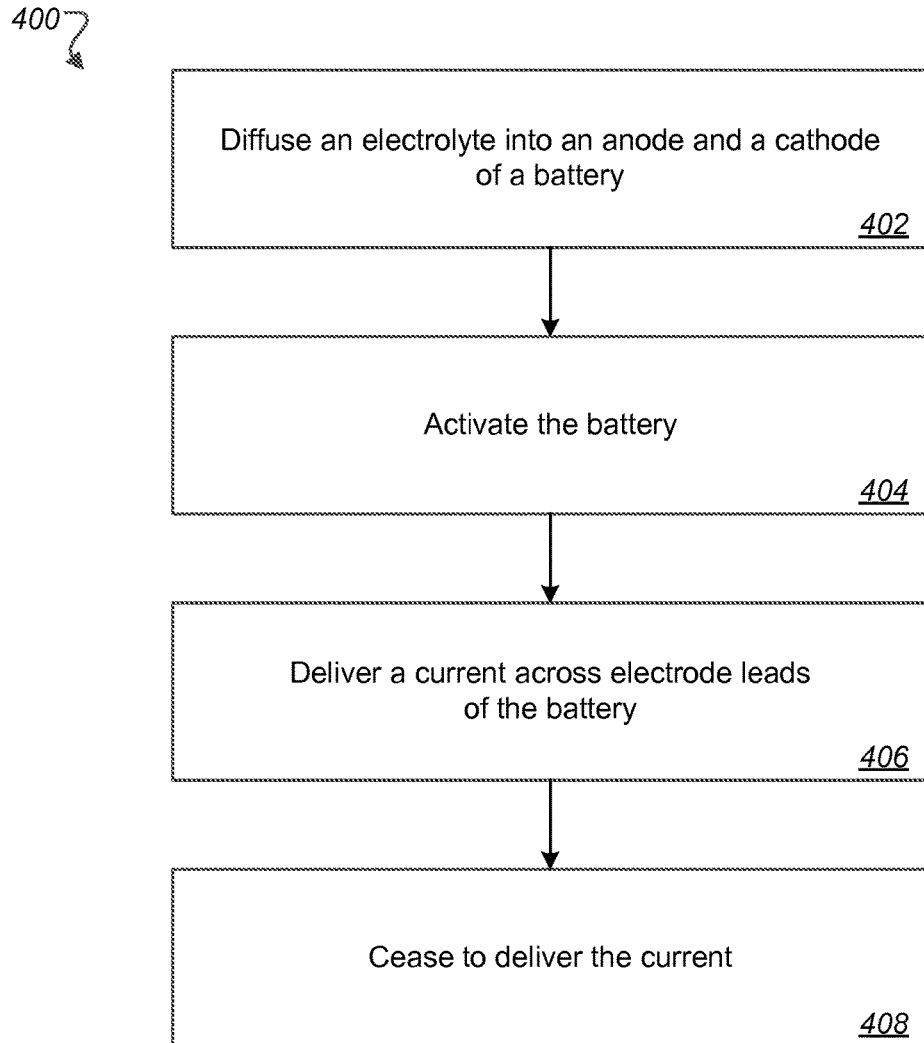 400
Diffuse an electrolyte into an anode and a cathode
of a battery
402
Activate the battery
404
Deliver a current across electrode leads
of the battery
406
Cease to deliver the current
408